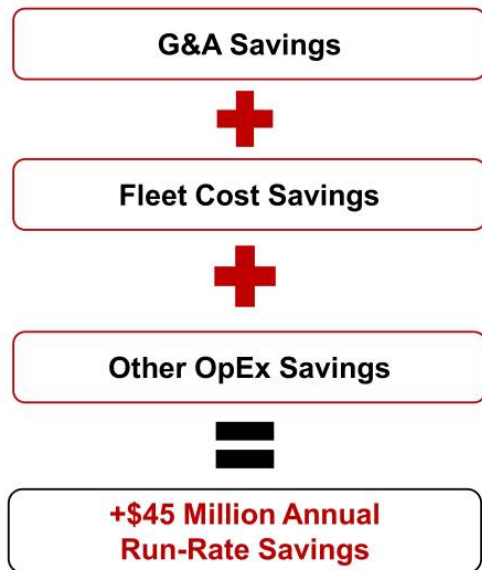 G&A Savings
Fleet Cost Savings
Other OpEx Savings
+$45 Million Annual
Run-Rate Savings